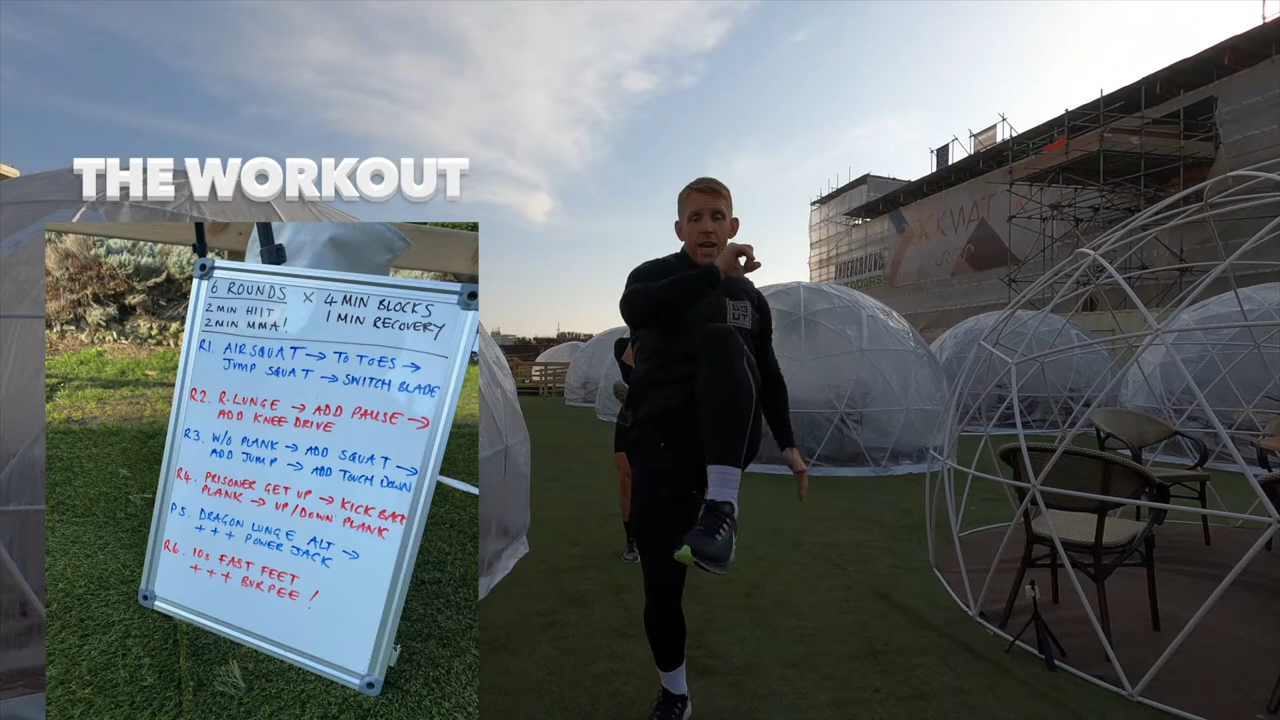 THE WORKOUT
6 ROUNDS X 4 MIN BLOCKS
2 MIN HIIT 1 MIN RECOVERY
2 MIN MMA!
R1. AIR SQUAT → TO TOES →
JUMP SQUAT → SWITCH BLADE
R2. R-LUNGE → ADD PAUSE →
ADD KNEE DRIVE
R3. W/O PLANK → ADD SQUAT →
ADD JUMP → ADD TOUCH DOWN
R4. PRISONER GET UP → KICK BACK
PLANK → UP/DOWN PLANK
R5. DRAGON LUNGE ALT →
+ + + POWER JACK
R6. 10s FAST FEET
+ + + BURPEE!
UNDERGROUND